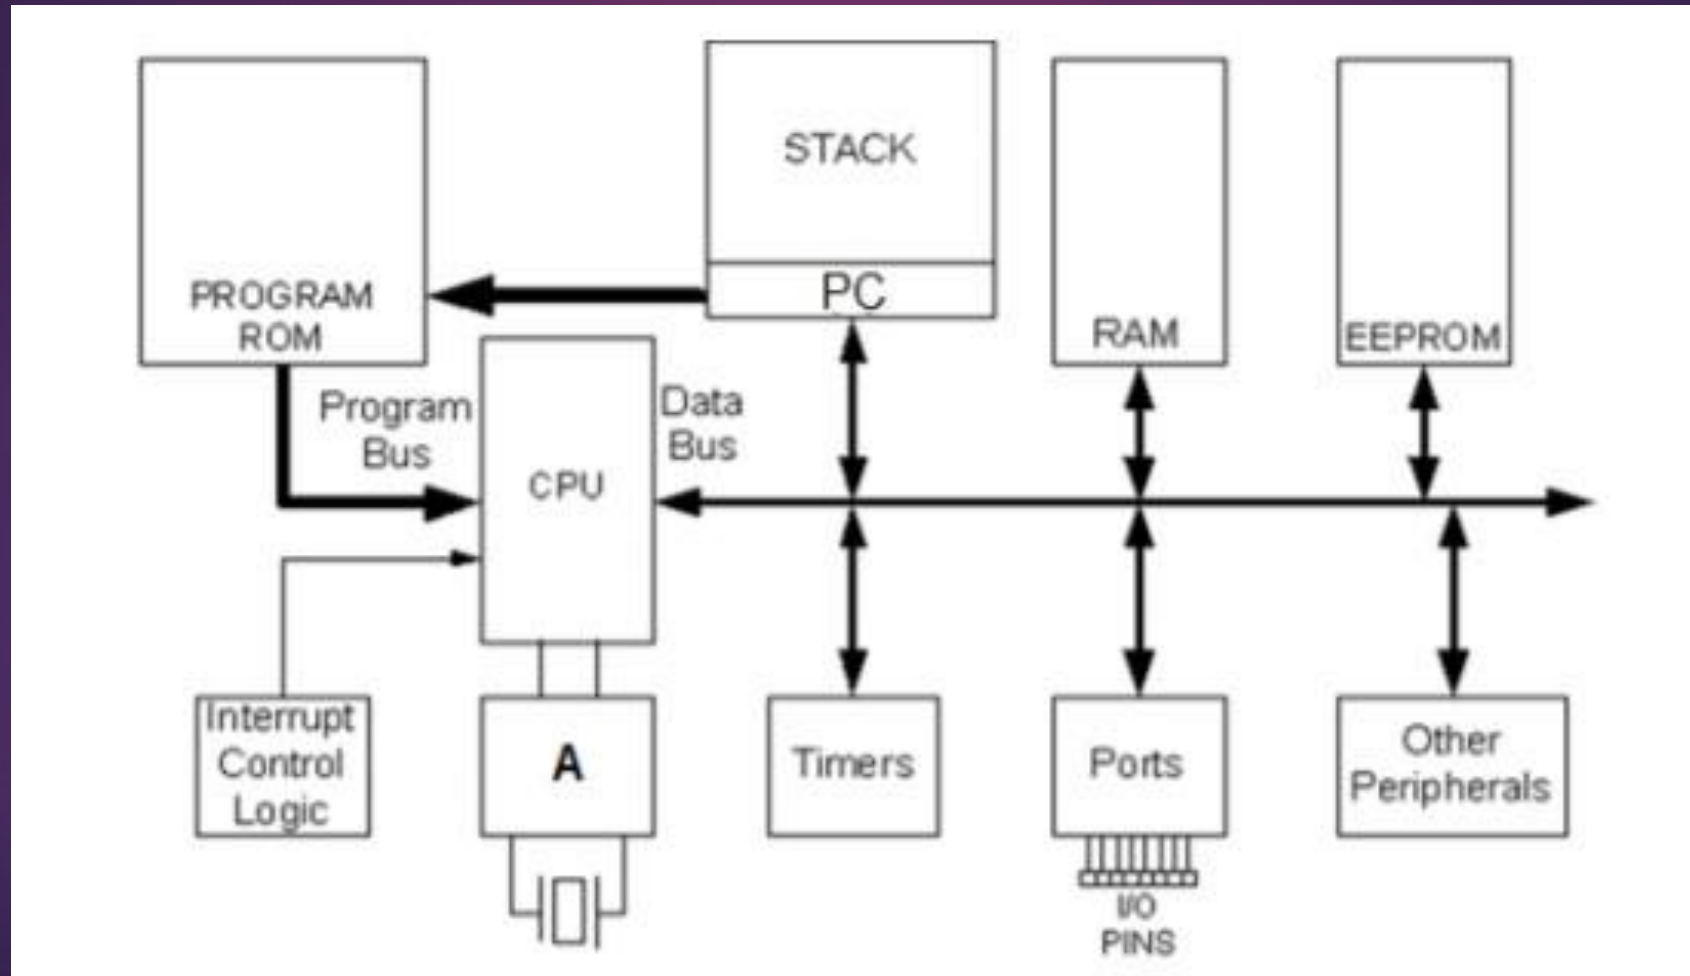 STACK
PC
PROGRAM
ROM
RAM
EEPROM
Program
Bus
Data
Bus
CPU
Interrupt
Control
Logic
A
Timers
Ports
Other
Peripherals
I/O
PINS